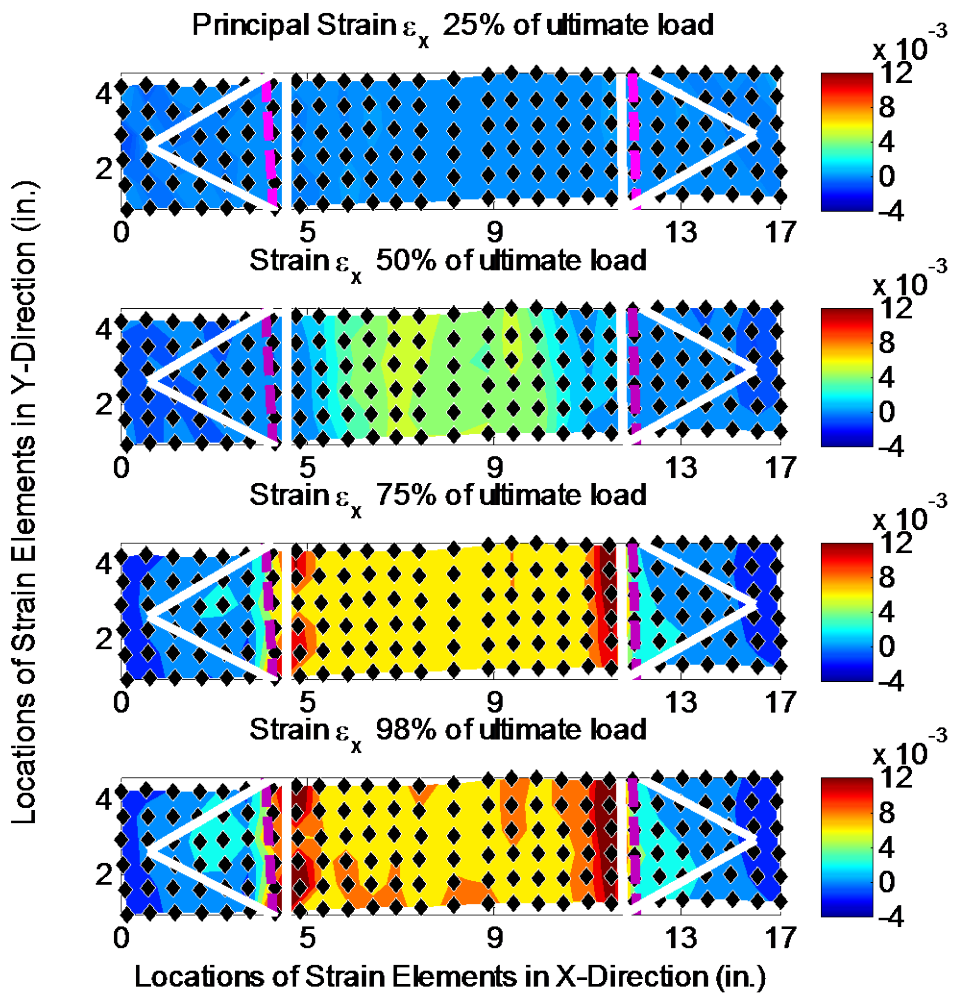 Principal Strain εx 25% of ultimate load
x 10-3
4
2
12
8
4
0
-4
0 5 9 13 17
Strain εx 50% of ultimate load
x 10-3
4
2
12
8
4
0
-4
0 5 9 13 17
Strain εx 75% of ultimate load
x 10-3
4
2
12
8
4
0
-4
0 5 9 13 17
Strain εx 98% of ultimate load
x 10-3
4
2
12
8
4
0
-4
0 5 9 13 17
Locations of Strain Elements in X-Direction (in.)
Locations of Strain Elements in Y-Direction (in.)